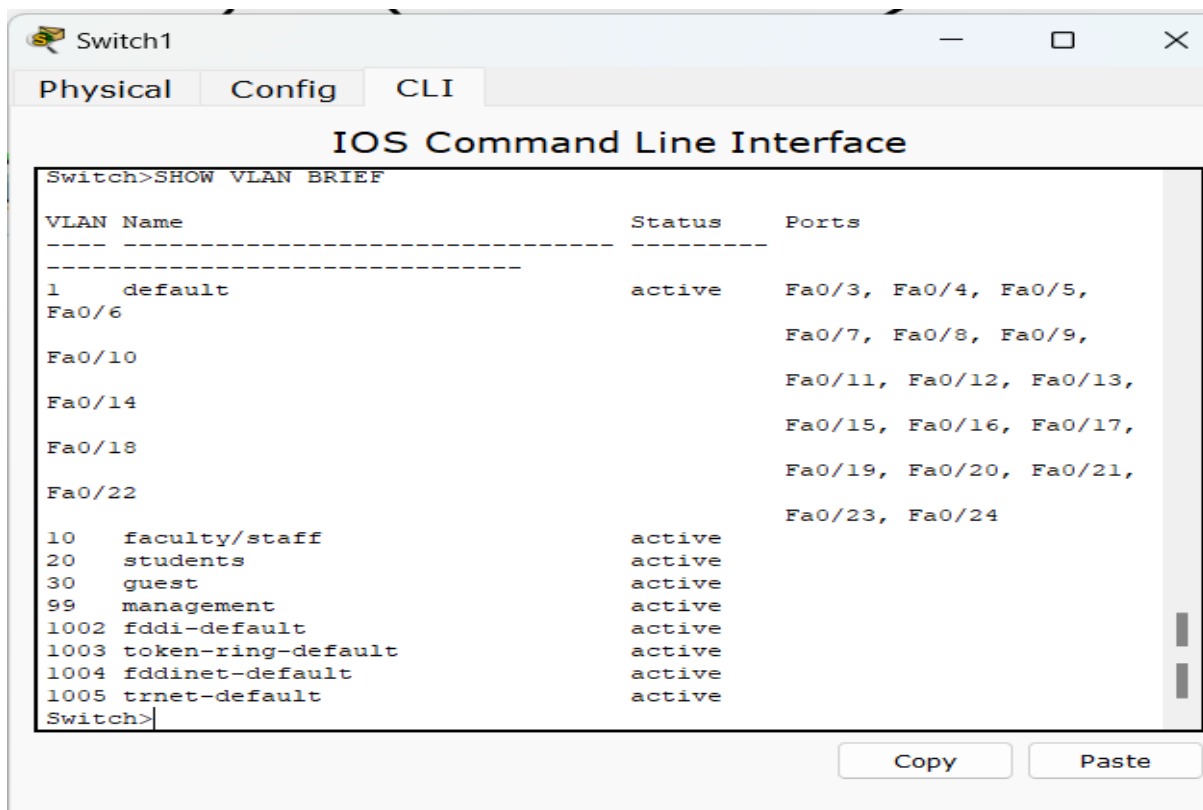 Switch1
Physical Config CLI
IOS Command Line Interface
Switch>SHOW VLAN BRIEF
VLAN Name                             Status    Ports
---- -------------------------------- ---------
-------------------------------
1    default                          active    Fa0/3, Fa0/4, Fa0/5,
Fa0/6
                                                Fa0/7, Fa0/8, Fa0/9,
Fa0/10
                                                Fa0/11, Fa0/12, Fa0/13,
Fa0/14
                                                Fa0/15, Fa0/16, Fa0/17,
Fa0/18
                                                Fa0/19, Fa0/20, Fa0/21,
Fa0/22
                                                Fa0/23, Fa0/24
10   faculty/staff                    active
20   students                         active
30   guest                            active
99   management                       active
1002 fddi-default                     active
1003 token-ring-default               active
1004 fddinet-default                  active
1005 trnet-default                    active
Switch>
Copy Paste